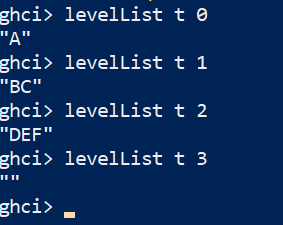 ghci> levelList t 0
"A"
ghci> levelList t 1
"BC"
ghci> levelList t 2
"DEF"
ghci> levelList t 3
""
ghci>